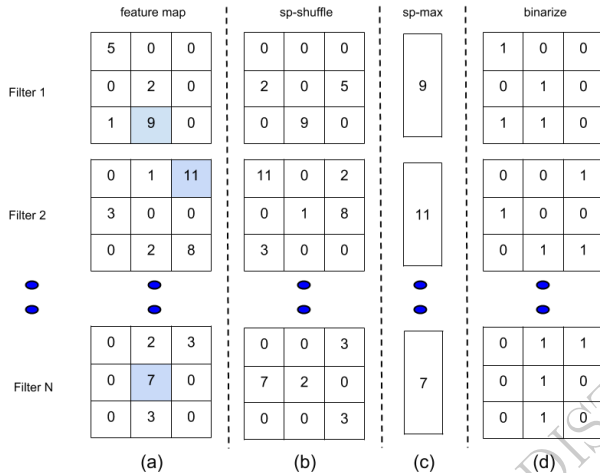 feature map sp-shuffle sp-max binarize
5 0 0 0 0 0 1 0 0
Filter 1 0 2 0 2 0 5 9 0 1 0
1 9 0 0 9 0 1 1 0
0 1 11 11 0 2 0 0 1
Filter 2 3 0 0 0 1 8 11 1 0 0
0 2 8 3 0 0 0 1 1
0 2 3 0 0 3 0 1 1
Filter N 0 7 0 7 2 0 7 0 1 0
0 3 0 0 0 3 0 1 0
(a) (b) (c) (d)